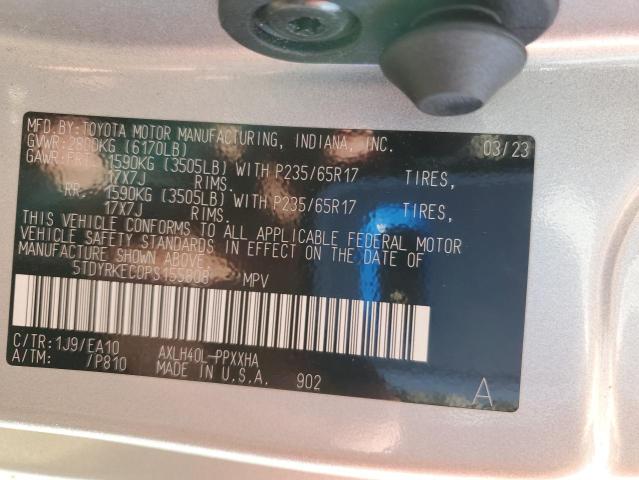 MFD.BY:TOYOTA MOTOR MANUFACTURING, INDIANA, INC. 03/23
GVWR:2800KG (6170LB)
GAWR:FRT. 1590KG (3505LB) WITH P235/65R17 TIRES,
17X7J RIMS.
RR. 1590KG (3505LB) WITH P235/65R17 TIRES,
17X7J RIMS.
THIS VEHICLE CONFORMS TO ALL APPLICABLE FEDERAL MOTOR
VEHICLE SAFETY STANDARDS IN EFFECT ON THE DATE OF
MANUFACTURE SHOWN ABOVE.
5TDYRKEC0PS155808 MPV
C/TR:1J9/EA10 AXLH40L-PPXXHA
A/TM: /P810 MADE IN U.S.A. 902
A